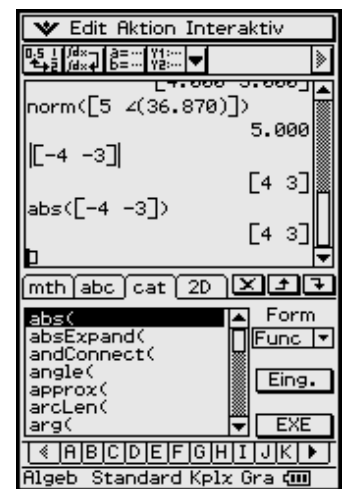 Edit Aktion Interaktiv
norm([5 ∠(36.870)])
5.000
|[-4 -3]|
[4 3]
abs([-4 -3])
[4 3]
mth abc cat 2D
abs(
absExpand(
andConnect(
angle(
approx(
arcLen(
arg(
Form
Func
Eing.
EXE
A B C D E F G H I J K
Algeb Standard Kplx Gra